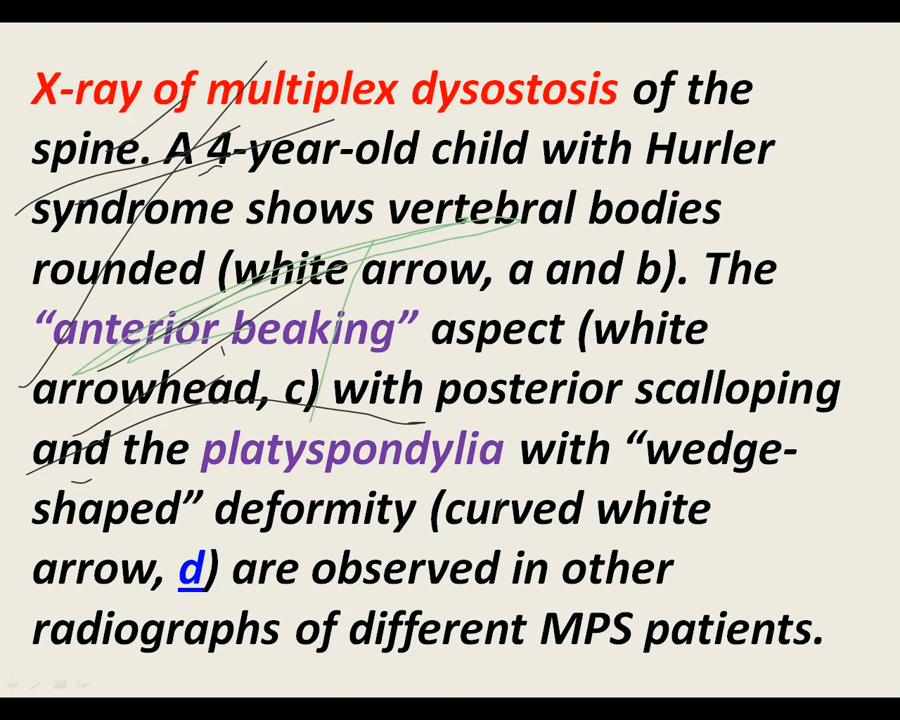 X-ray of multiplex dysostosis of the
spine. A 4-year-old child with Hurler
syndrome shows vertebral bodies
rounded (white arrow, a and b). The
“anterior beaking” aspect (white
arrowhead, c) with posterior scalloping
and the platyspondylia with “wedge-
shaped” deformity (curved white
arrow, d) are observed in other
radiographs of different MPS patients.